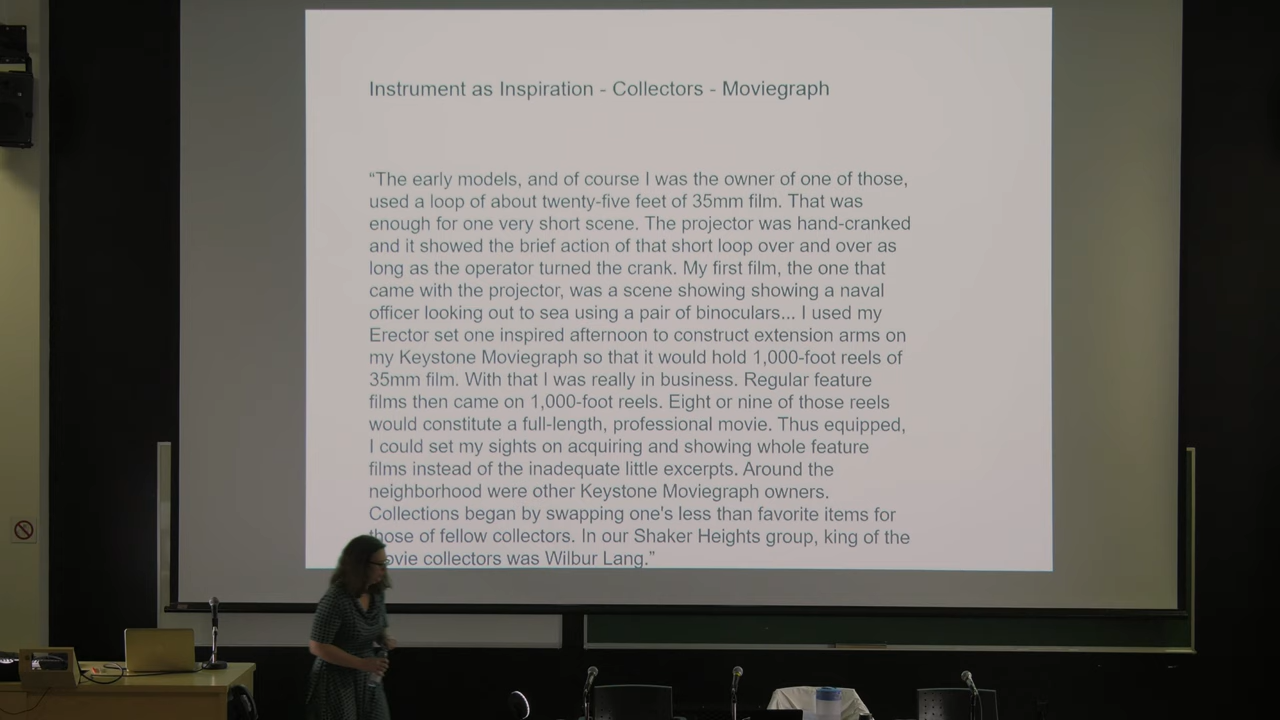 Instrument as Inspiration - Collectors - Moviegraph
“The early models, and of course I was the owner of one of those,
used a loop of about twenty-five feet of 35mm film. That was
enough for one very short scene. The projector was hand-cranked
and it showed the brief action of that short loop over and over as
long as the operator turned the crank. My first film, the one that
came with the projector, was a scene showing showing a naval
officer looking out to sea using a pair of binoculars... I used my
Erector set one inspired afternoon to construct extension arms on
my Keystone Moviegraph so that it would hold 1,000-foot reels of
35mm film. With that I was really in business. Regular feature
films then came on 1,000-foot reels. Eight or nine of those reels
would constitute a full-length, professional movie. Thus equipped,
I could set my sights on acquiring and showing whole feature
films instead of the inadequate little excerpts. Around the
neighborhood were other Keystone Moviegraph owners.
Collections began by swapping one's less than favorite items for
those of fellow collectors. In our Shaker Heights group, king of the
movie collectors was Wilbur Lang.”